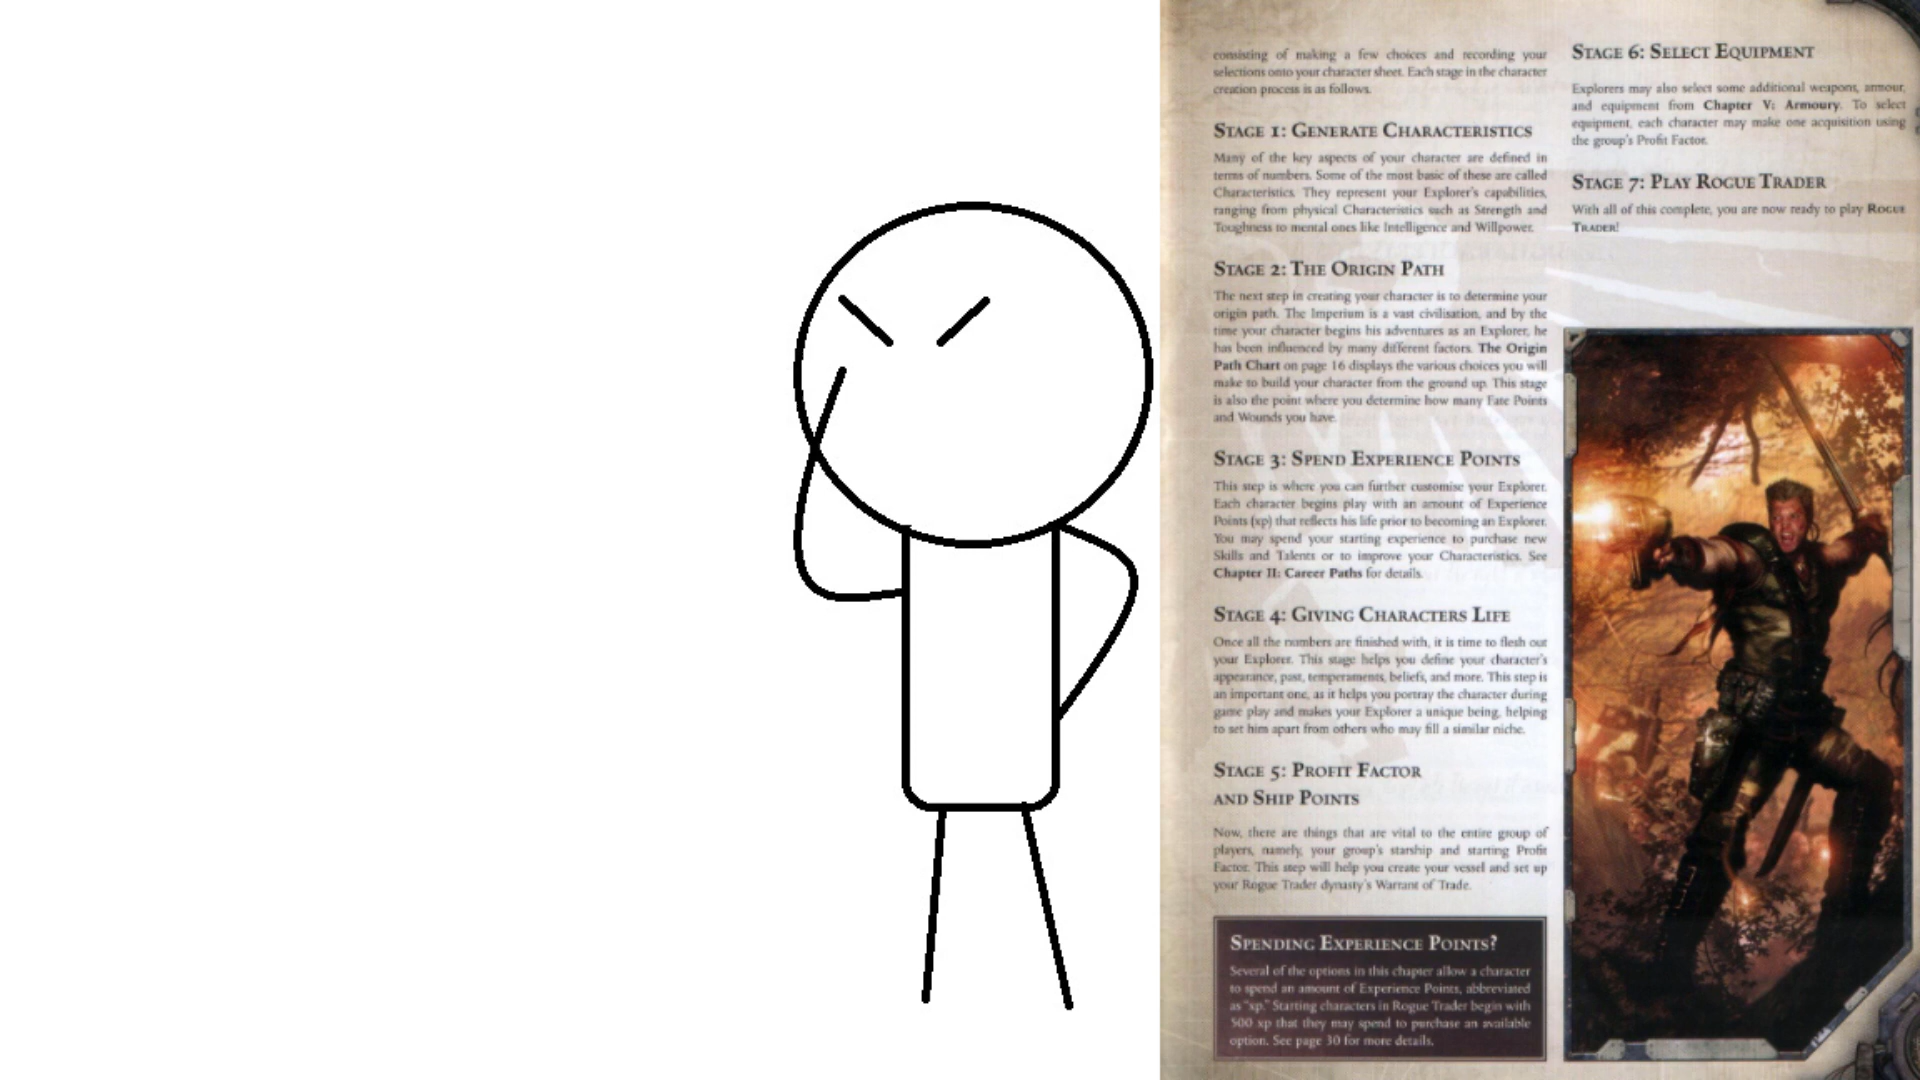 consisting of making a few choices and recording your
selections onto your character sheet. Each stage in the character
creation process is as follows.
STAGE 1: GENERATE CHARACTERISTICS
Many of the key aspects of your character are defined in
terms of numbers. Some of the most basic of these are called
Characteristics. They represent your Explorer's capabilities,
ranging from physical Characteristics such as Strength and
Toughness to mental ones like Intelligence and Willpower.
STAGE 2: THE ORIGIN PATH
The next step in creating your character is to determine your
origin path. The Imperium is a vast civilisation, and by the
time your character begins his adventures as an Explorer, he
has been influenced by many different factors. The Origin
Path Chart on page 16 displays the various choices you will
make to build your character from the ground up. This stage
is also the point where you determine how many Fate Points
and Wounds you have.
STAGE 3: SPEND EXPERIENCE POINTS
This step is where you can further customise your Explorer.
Each character begins play with an amount of Experience
Points (xp) that reflects his life prior to becoming an Explorer.
You may spend your starting experience to purchase new
Skills and Talents or to improve your Characteristics. See
Chapter II: Career Paths for details.
STAGE 4: GIVING CHARACTERS LIFE
Once all the numbers are finished with, it is time to flesh out
your Explorer. This stage helps you define your character's
appearance, past, temperaments, beliefs, and more. This step is
an important one, as it helps you portray the character during
game play and makes your Explorer a unique being, helping
to set him apart from others who may fill a similar niche.
STAGE 5: PROFIT FACTOR
AND SHIP POINTS
Now, there are things that are vital to the entire group of
players, namely, your group's starship and starting Profit
Factor. This step will help you create your vessel and set up
your Rogue Trader dynasty's Warrant of Trade.
SPENDING EXPERIENCE POINTS?
Several of the options in this chapter allow a character
to spend an amount of Experience Points, abbreviated
as "xp." Starting characters in Rogue Trader begin with
500 xp that they may spend to purchase an available
option. See page 30 for more details.
STAGE 6: SELECT EQUIPMENT
Explorers may also select some additional weapons, armour,
and equipment from Chapter V: Armoury. To select
equipment, each character may make one acquisition using
the group's Profit Factor.
STAGE 7: PLAY ROGUE TRADER
With all of this complete, you are now ready to play ROGUE
TRADER!